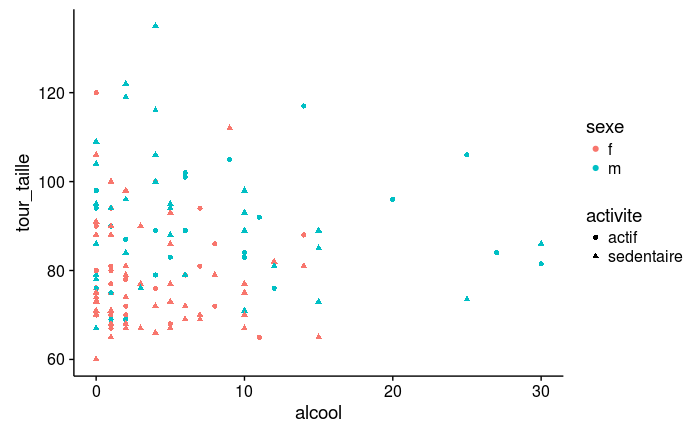 120
100
80
60
tour_taille
0
10
20
30
alcool
sexe
f
m
activite
actif
sedentaire